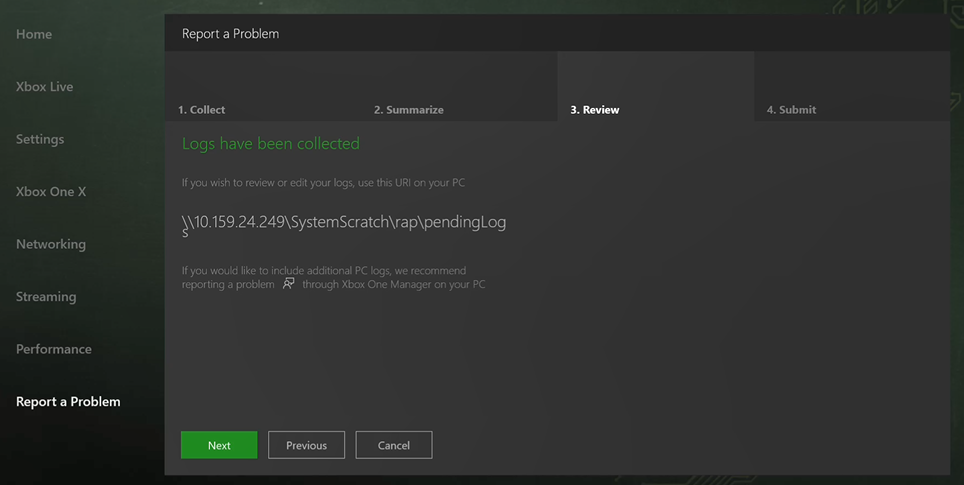 Home
Xbox Live
Settings
Xbox One X
Networking
Streaming
Performance
Report a Problem
Report a Problem
1. Collect
2. Summarize
3. Review
4. Submit
Logs have been collected
If you wish to review or edit your logs, use this URI on your PC
\\10.159.24.249\SystemScratch\rap\pendingLog
s
If you would like to include additional PC logs, we recommend
reporting a problem through Xbox One Manager on your PC
Next
Previous
Cancel